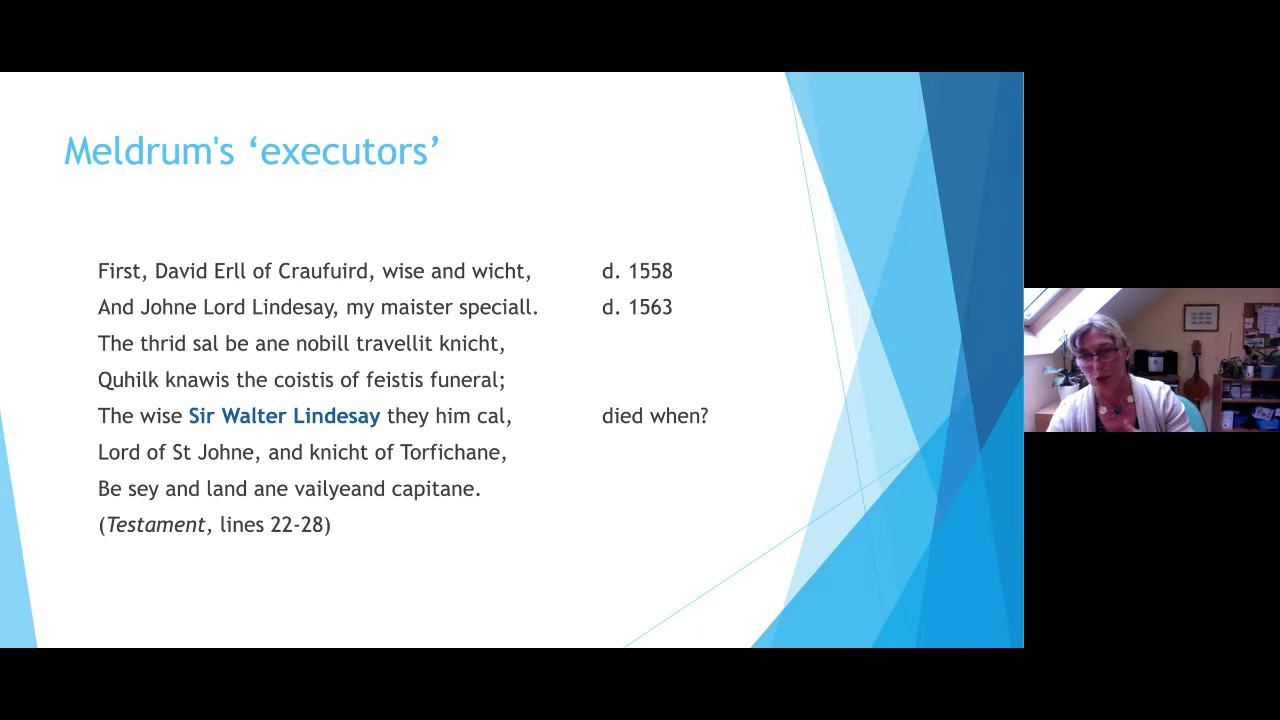 Meldrum's ‘executors’
First, David Erll of Craufuird, wise and wicht, d. 1558
And Johne Lord Lindesay, my maister speciall. d. 1563
The thrid sal be ane nobill travellit knicht,
Quhilk knawis the coistis of feistis funeral;
The wise Sir Walter Lindesay they him cal, died when?
Lord of St Johne, and knicht of Torfichane,
Be sey and land ane vailyeand capitane.
(Testament, lines 22-28)